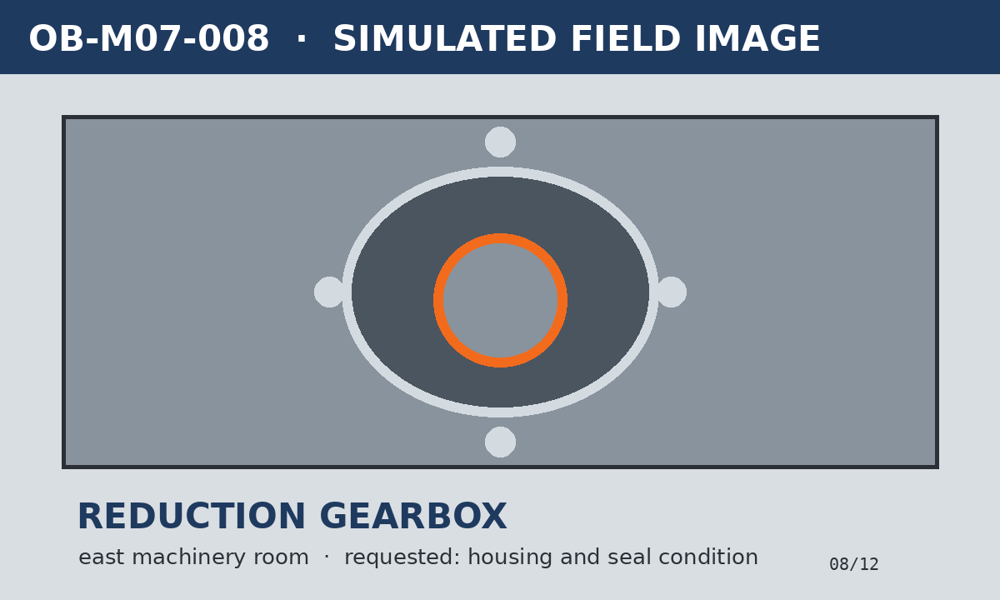 OB-M07-008 · SIMULATED FIELD IMAGE
REDUCTION GEARBOX
east machinery room · requested: housing and seal condition
08/12